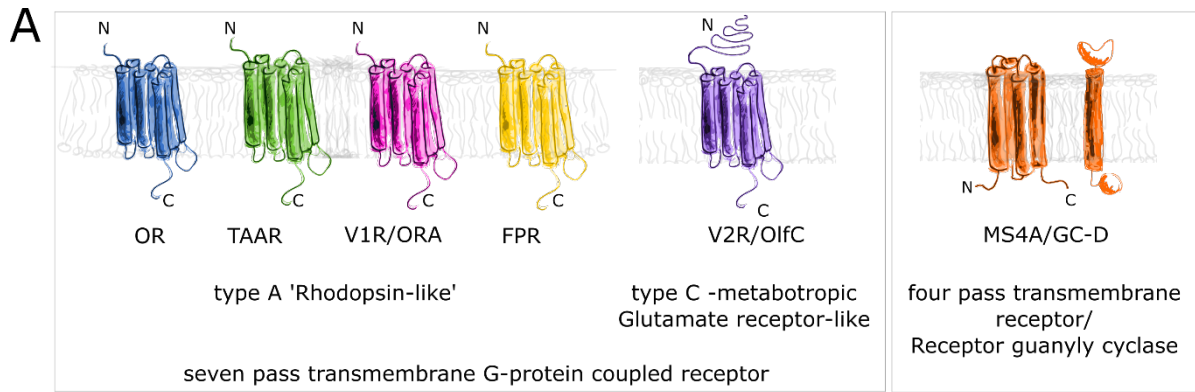 A
N
N
N
N
N
C
C
C
C
C
N
C
OR
TAAR
V1R/ORA
FPR
V2R/OlfC
MS4A/GC-D
type A 'Rhodopsin-like'
type C -metabotropic
Glutamate receptor-like
four pass transmembrane
receptor/
Receptor guanyly cyclase
seven pass transmembrane G-protein coupled receptor